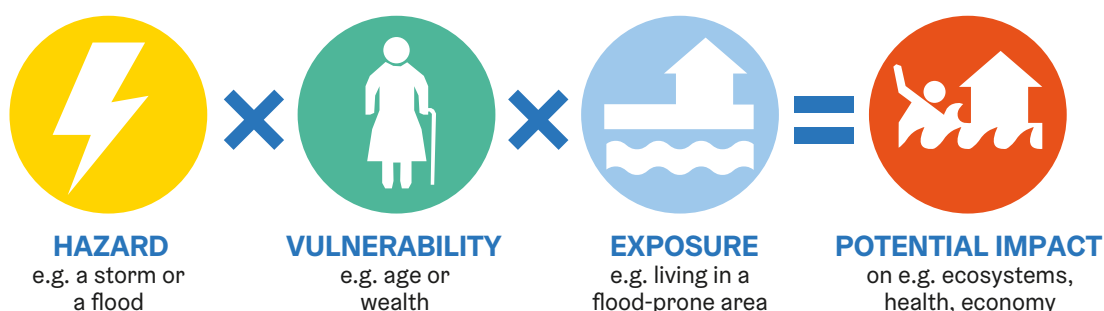 HAZARD
e.g. a storm or
a flood
VULNERABILITY
e.g. age or
wealth
EXPOSURE
e.g. living in a
flood-prone area
POTENTIAL IMPACT
on e.g. ecosystems,
health, economy